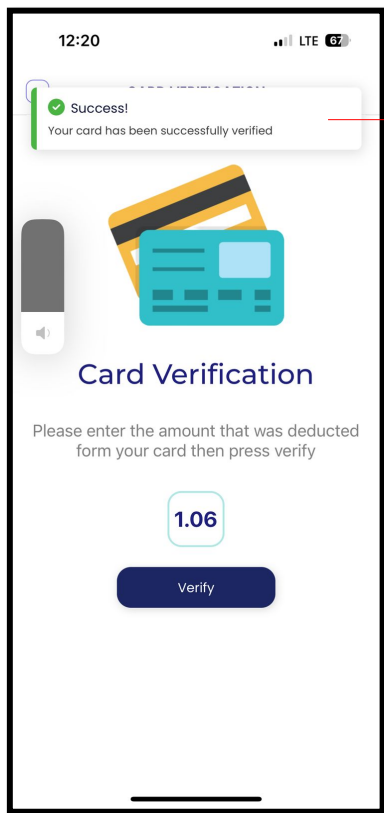 12:20 LTE 67
Success!
Your card has been successfully verified
Card Verification
Please enter the amount that was deducted
form your card then press verify
1.06
Verify